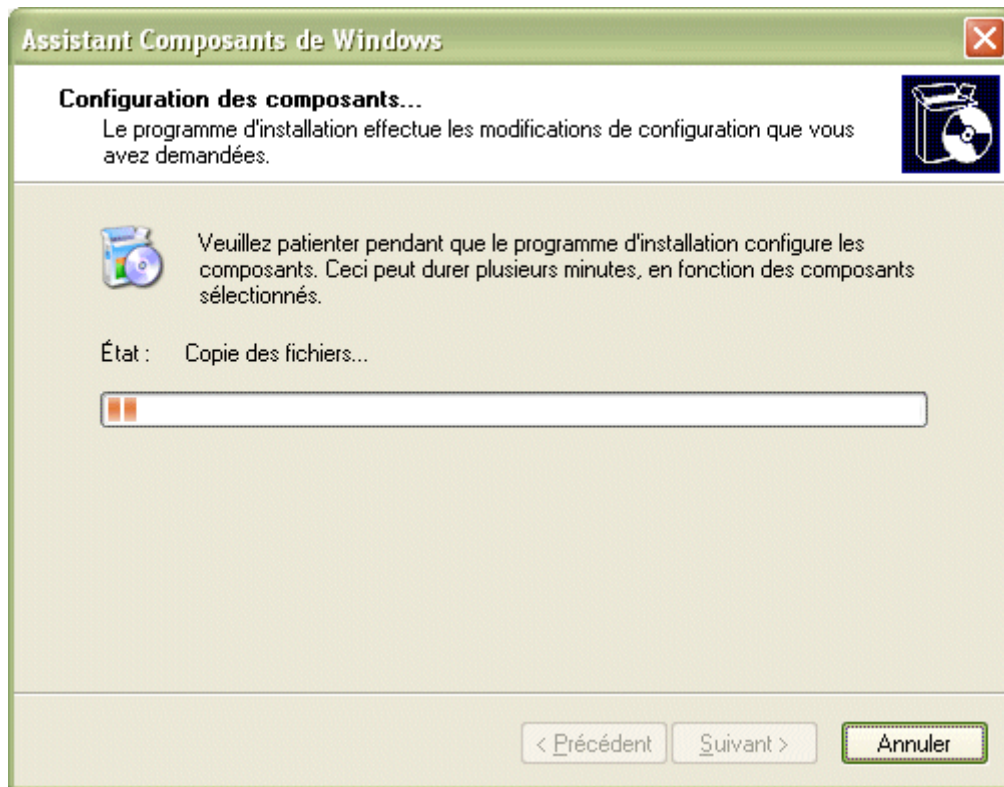 Assistant Composants de Windows
Configuration des composants...
Le programme d'installation effectue les modifications de configuration que vous
avez demandées.
Veuillez patienter pendant que le programme d'installation configure les
composants. Ceci peut durer plusieurs minutes, en fonction des composants
sélectionnés.
État : Copie des fichiers...
< Précédent Suivant > Annuler